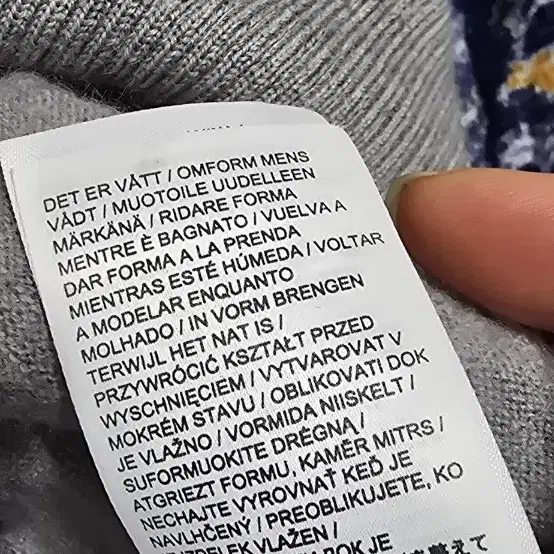 DET ER VÅTT / OMFORM MENS
VÅDT / MUOTOILE UUDELLEEN
MÄRKÄNÄ / RIDARE FORMA
MENTRE È BAGNATO / VUELVA A
DAR FORMA A LA PRENDA
MIENTRAS ESTÉ HÚMEDA / VOLTAR
A MODELAR ENQUANTO
MOLHADO / IN VORM BRENGEN
TERWIJL HET NAT IS /
PRZYWRÓCIĆ KSZTAŁT PRZED
WYSCHNIĘCIEM / VYTVAROVAT V
MOKRÉM STAVU / OBLIKOVATI DOK
JE VLAŽNO / VORMIDA NIISKELT /
SUFORMUOKITE DRĖGNĄ /
ATGRIEZT FORMU, KAMĒR MITRS /
NECHAJTE VYROVNAŤ KEĎ JE
NAVLHČENÝ / PREOBLIKUJETE, KO
VLAŽEN /
JE